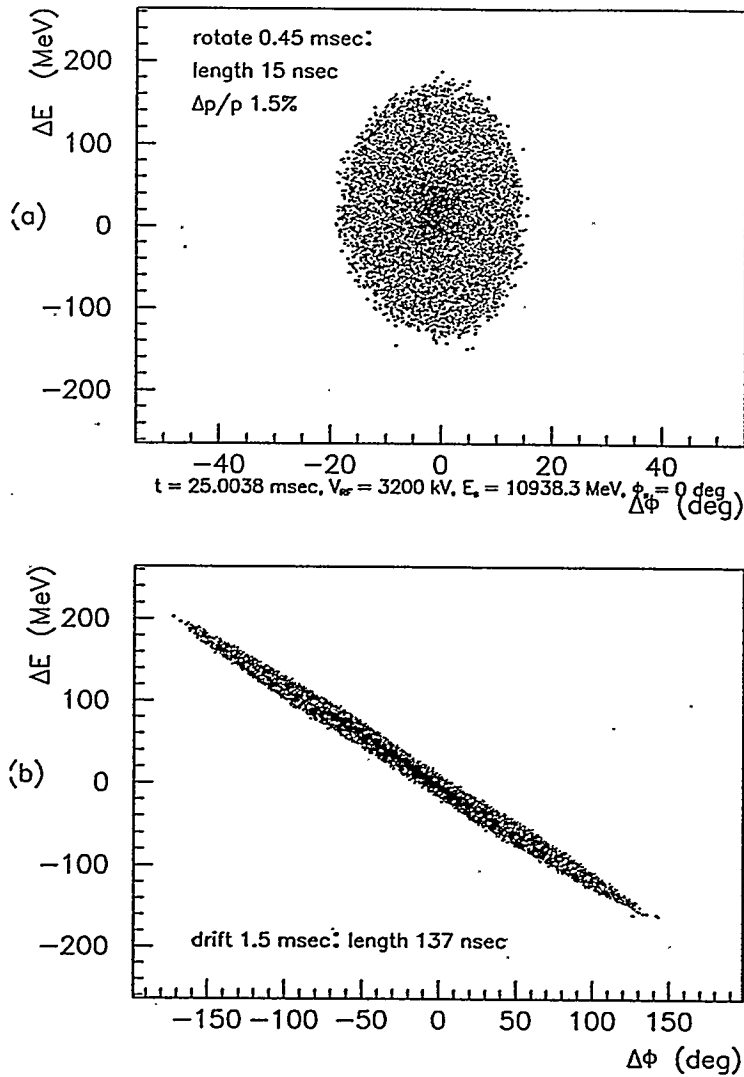 rotate 0.45 msec:
length 15 nsec
Δp/p 1.5%
ΔE (MeV)
200
100
0
−100
−200
(a)
−40 −20 0 20 40
t = 25.0038 msec, V_RF = 3200 kV, E_s = 10938.3 MeV, Φ_s = 0 deg
ΔΦ (deg)
ΔE (MeV)
200
100
0
−100
−200
(b)
drift 1.5 msec: length 137 nsec
−150 −100 −50 0 50 100 150
ΔΦ (deg)